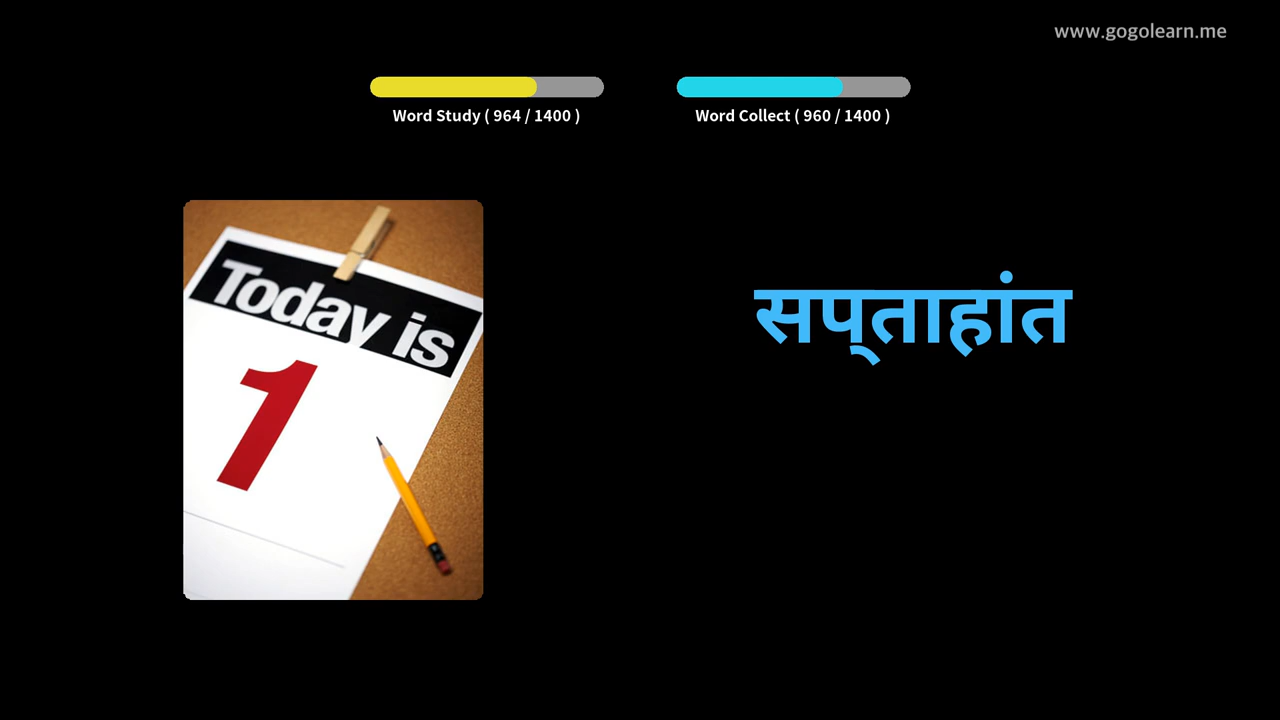 www.gogolearn.me
Word Study ( 964 / 1400 )
Word Collect ( 960 / 1400 )
Today is
1
सप्ताहांत